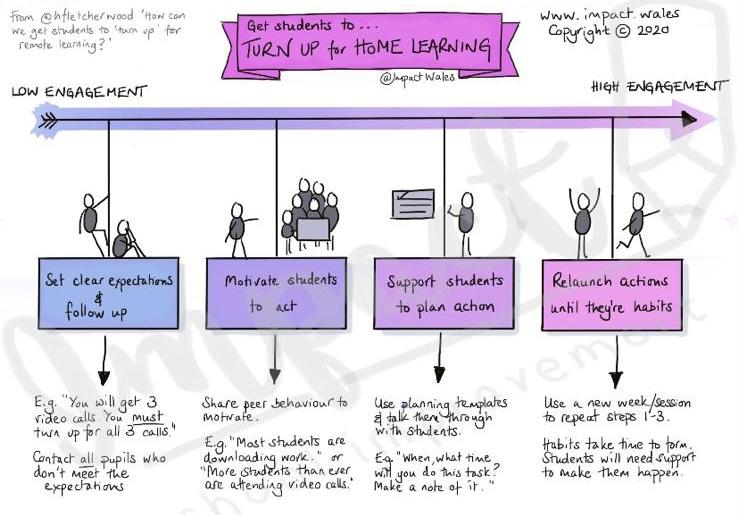 From @hfletcherwood 'How can
we get students to 'turn up' for
remote learning?'
Get students to...
TURN UP for HOME LEARNING
@ImpactWales
www.impact.wales
Copyright © 2020
LOW ENGAGEMENT
HIGH ENGAGEMENT
Set clear expectations
&
follow up
Motivate students
to act
Support students
to plan action
Relaunch actions
until they're habits
E.g. "You will get 3
video calls. You must
turn up for all 3 calls."
Contact all pupils who
don't meet the
expectations
Share peer behaviour to
motivate.
E.g. "Most students are
downloading work." or
"More students than ever
are attending video calls."
Use planning templates
& talk them through
with students.
Eg. "When, what time
will you do this task?
Make a note of it."
Use a new week/session
to repeat steps 1-3.
Habits take time to form.
Students will need support
to make them happen.
impact
improvement